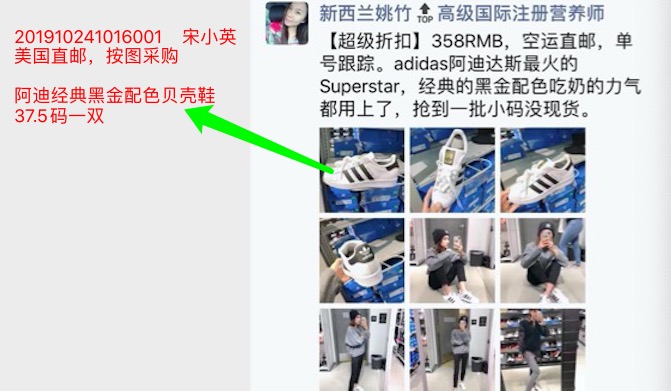 201910241016001 宋小英
美国直邮，按图采购
阿迪经典黑金配色贝壳鞋
37.5码一双
新西兰姚竹 TOP 高级国际注册营养师
【超级折扣】358RMB，空运直邮，单
号跟踪。adidas阿迪达斯最火的
Superstar，经典的黑金配色吃奶的力气
都用上了，抢到一批小码没现货。